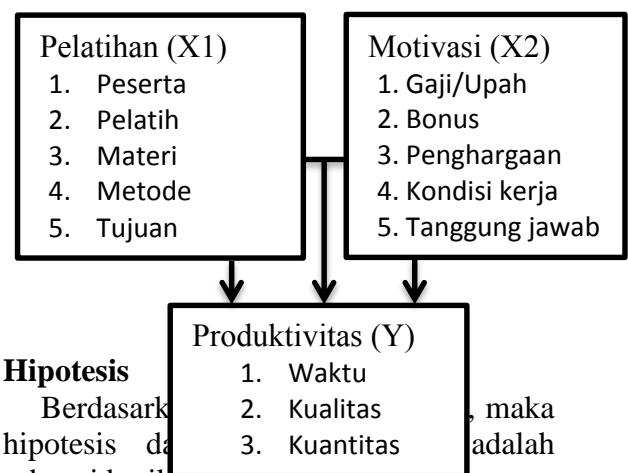 Pelatihan (X1)
1. Peserta
2. Pelatih
3. Materi
4. Metode
5. Tujuan
Motivasi (X2)
1. Gaji/Upah
2. Bonus
3. Penghargaan
4. Kondisi kerja
5. Tanggung jawab
Produktivitas (Y)
1. Waktu
2. Kualitas
3. Kuantitas
Hipotesis
, maka
hipotesis
adalah